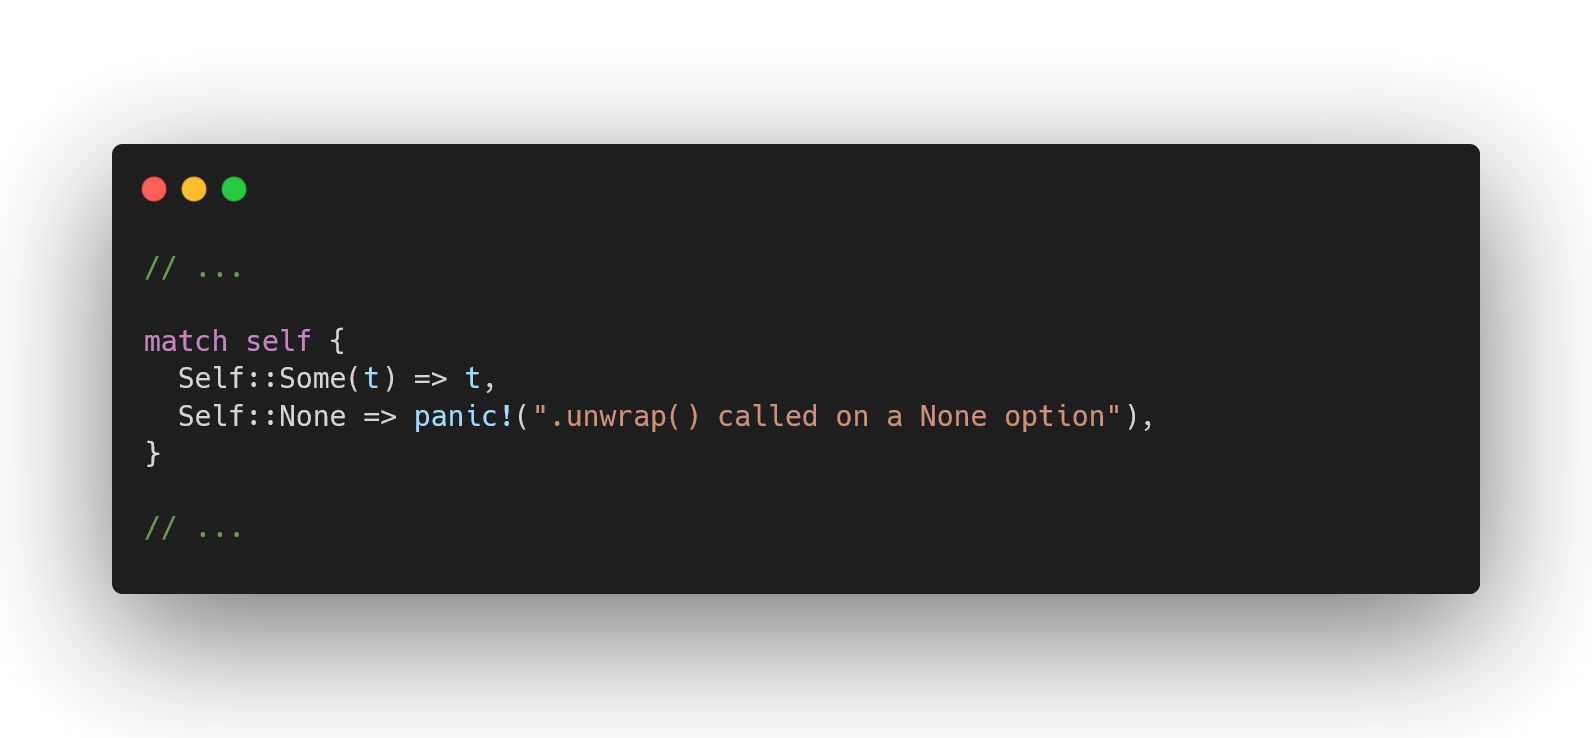 // ...
match self {
  Self::Some(t) => t,
  Self::None => panic!(".unwrap() called on a None option"),
}
// ...